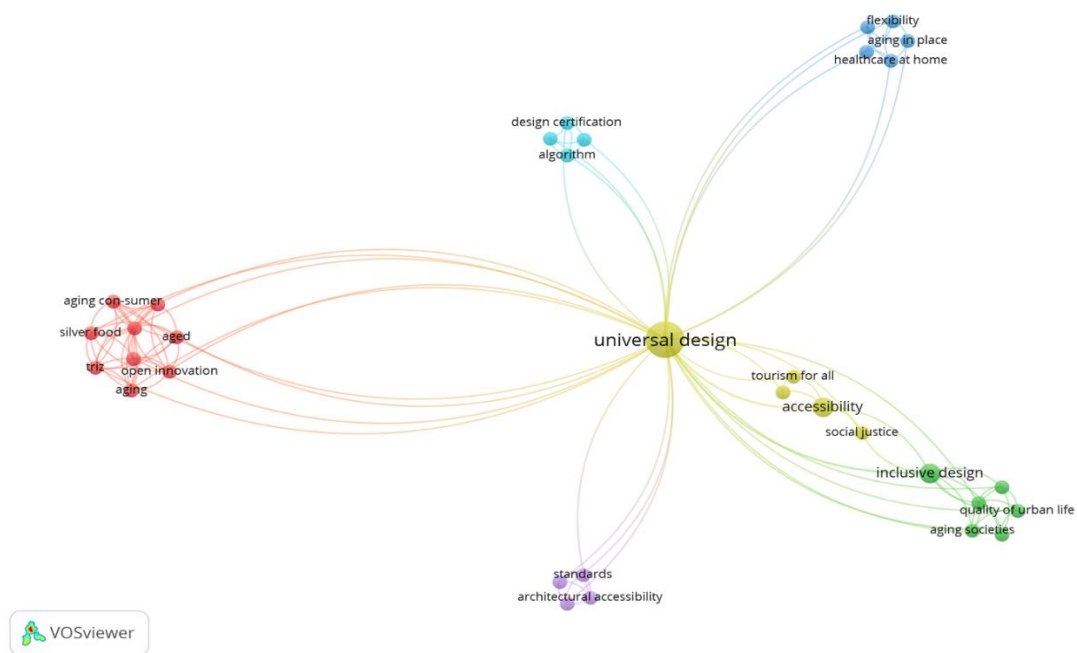 flexibility
aging in place
healthcare at home
design certification
algorithm
aging con-sumer
silver food
aged
triz
open innovation
aging
universal design
tourism for all
accessibility
social justice
inclusive design
quality of urban life
aging societies
standards
architectural accessibility
VOSviewer